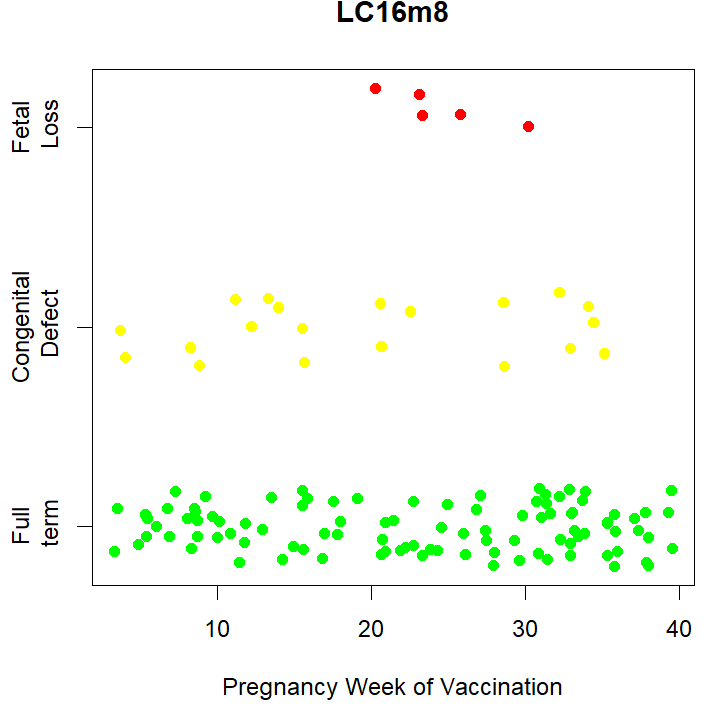 LC16m8
Fetal
Loss
Congenital
Defect
Full
term
10 20 30 40
Pregnancy Week of Vaccination